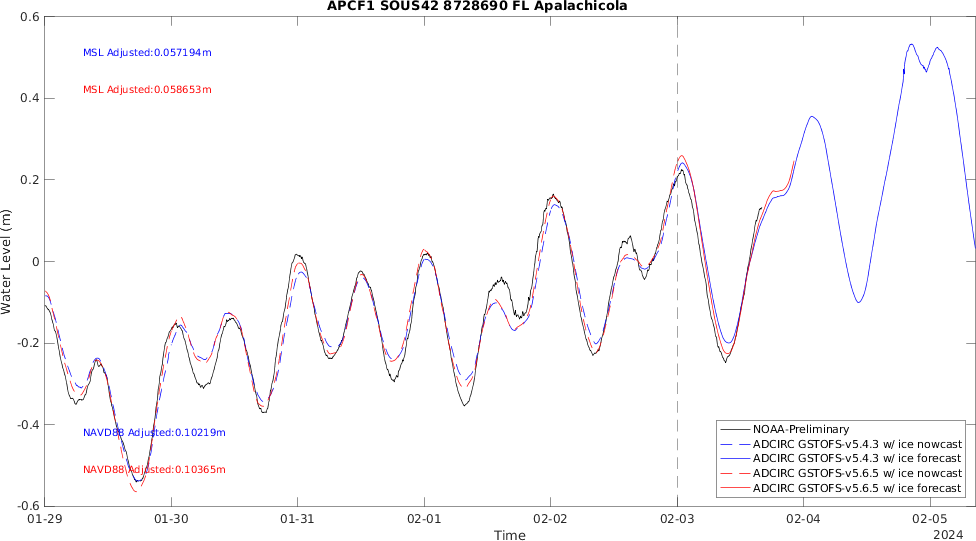 APCF1 SOUS42 8728690 FL Apalachicola
0.6
0.4
0.2
0
-0.2
-0.4
-0.6
Water Level (m)
MSL Adjusted:0.057194m
MSL Adjusted:0.058653m
NAVD88 Adjusted:0.10219m
NAVD88 Adjusted:0.10365m
NOAA-Preliminary
ADCIRC GSTOFS-v5.4.3 w/ ice nowcast
ADCIRC GSTOFS-v5.4.3 w/ ice forecast
ADCIRC GSTOFS-v5.6.5 w/ ice nowcast
ADCIRC GSTOFS-v5.6.5 w/ ice forecast
01-29 01-30 01-31 02-01 02-02 02-03 02-04 02-05
Time
2024